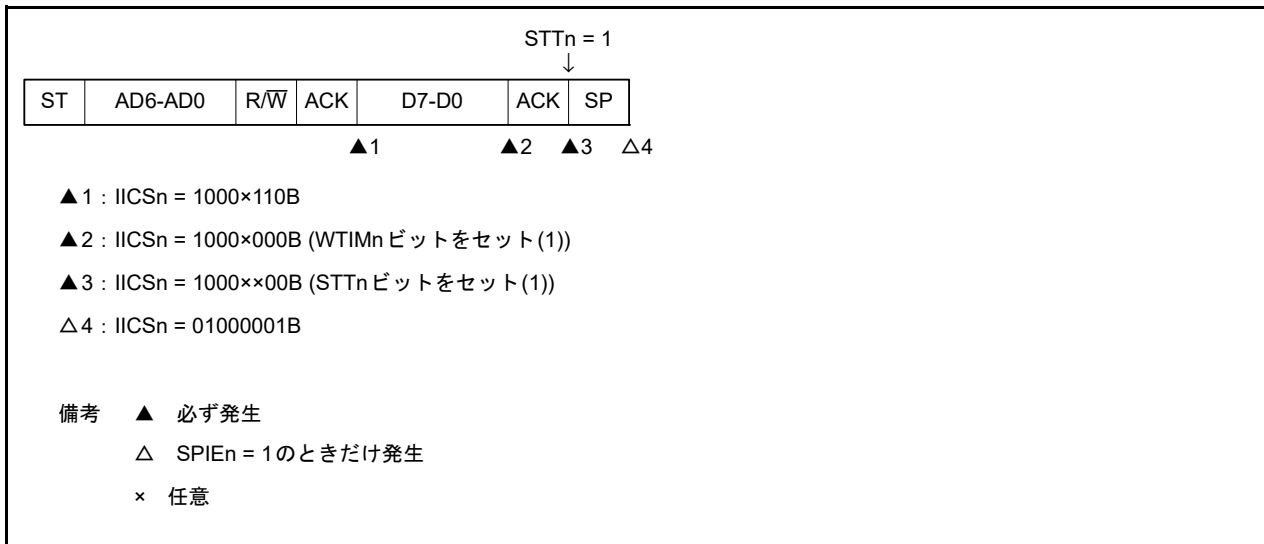 STTn = 1
↓
ST AD6-AD0 R/W̅ ACK D7-D0 ACK SP
▲1 ▲2 ▲3 △4
▲1：IICSn = 1000×110B
▲2：IICSn = 1000×000B (WTIMnビットをセット(1))
▲3：IICSn = 1000××00B (STTnビットをセット(1))
△4：IICSn = 01000001B
備考 ▲ 必ず発生
△ SPIEn = 1のときだけ発生
× 任意